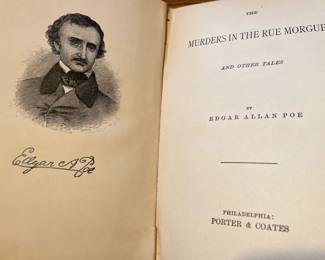 Edgar A Poe
THE
MURDERS IN THE RUE MORGUE
AND OTHER TALES
BY
EDGAR ALLAN POE
PHILADELPHIA:
PORTER & COATES